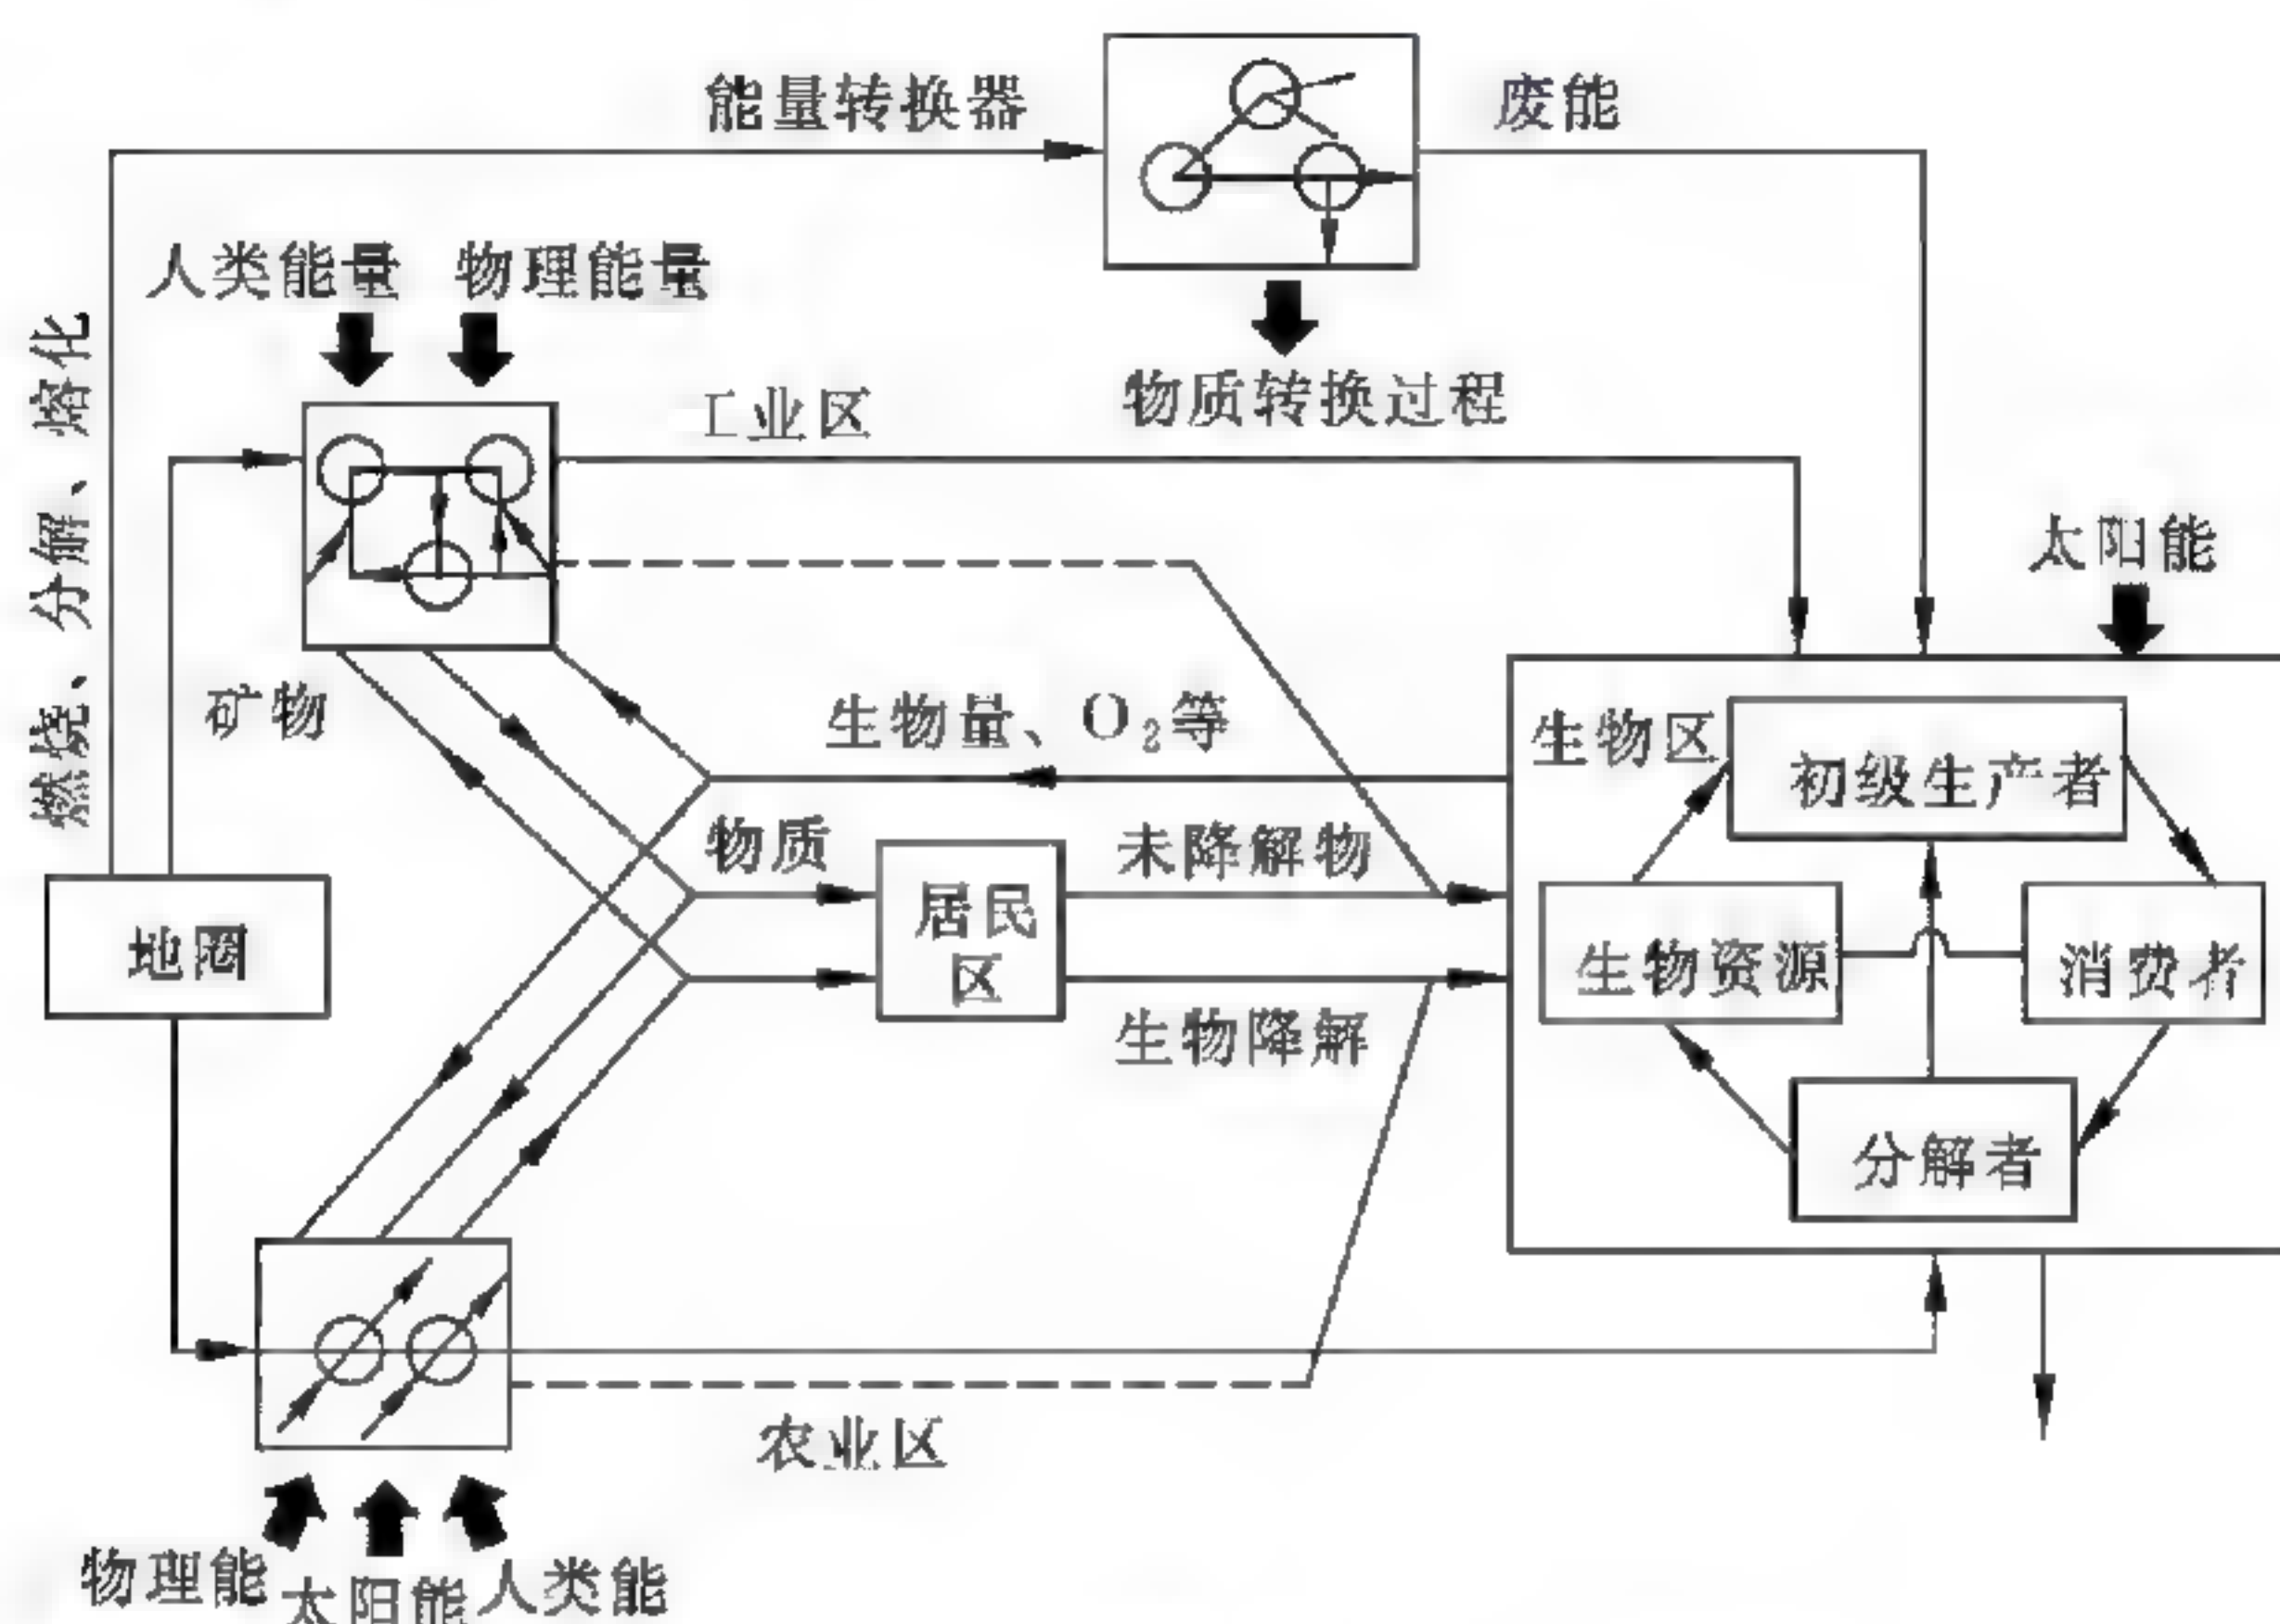 能量转换器
废能
人类能量
物理能量
物质转换过程
工业区
燃烧、分解、熔化
太阳能
矿物
生物量、O₂等
生物区
初级生产者
物质
未降解物
居民
区
地圈
生物资源
消费者
生物降解
分解者
农业区
物理能
太阳能
人类能